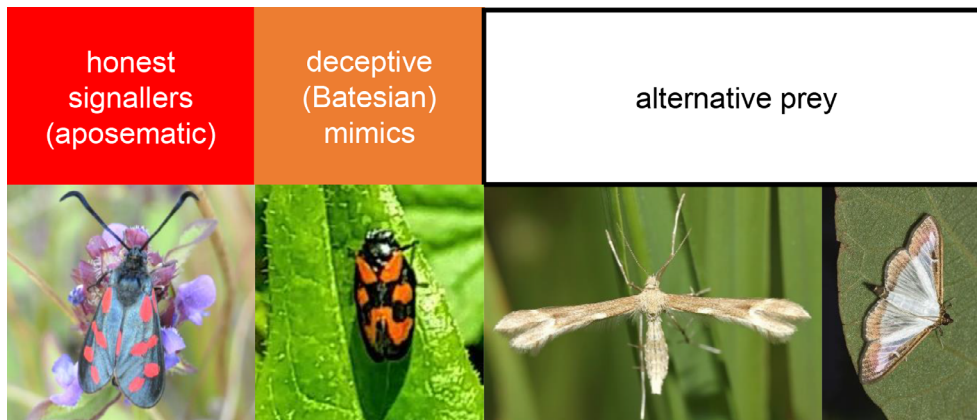 honest
signallers
(aposematic)
deceptive
(Batesian)
mimics
alternative prey